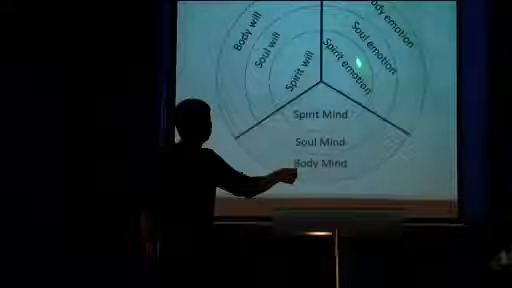 Body will
Soul will
Spirit will
Body emotion
Soul emotion
Spirit emotion
Spirit Mind
Soul Mind
Body Mind